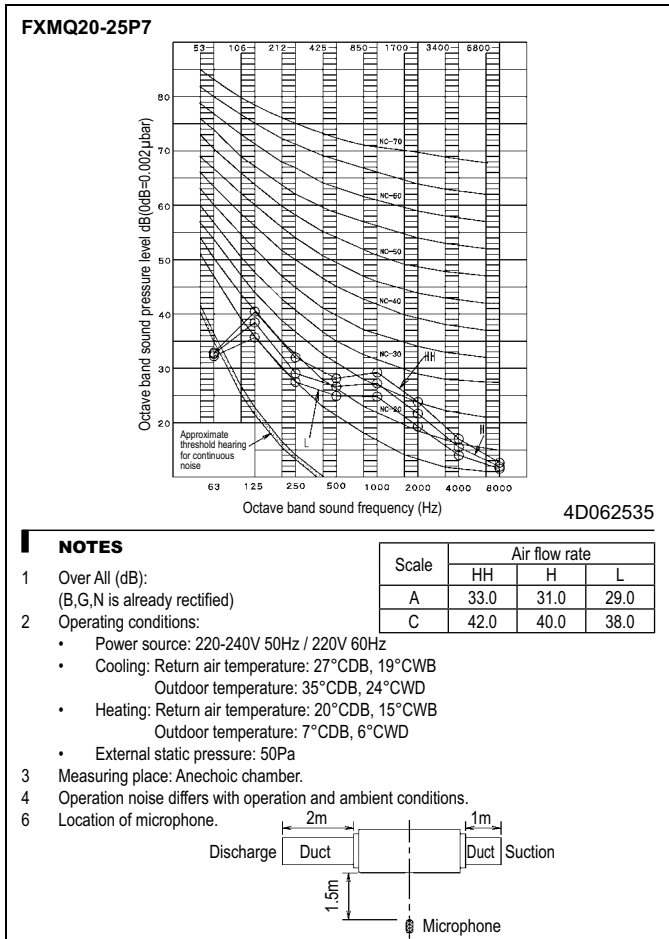 FXMQ20-25P7
53 106 212 425 850 1700 3400 6800
80
70
60
50
40
30
20
Octave band sound pressure level dB(0dB=0.002µbar)
NC-70
NC-60
NC-50
NC-40
NC-30
NC-20
HH
H
L
Approximate
threshold hearing
for continuous
noise
63 125 250 500 1000 2000 4000 8000
Octave band sound frequency (Hz)
4D062535
NOTES
1 Over All (dB):
(B,G,N is already rectified)
Scale Air flow rate
HH H L
A 33.0 31.0 29.0
C 42.0 40.0 38.0
2 Operating conditions:
• Power source: 220-240V 50Hz / 220V 60Hz
• Cooling: Return air temperature: 27°CDB, 19°CWB
Outdoor temperature: 35°CDB, 24°CWD
• Heating: Return air temperature: 20°CDB, 15°CWB
Outdoor temperature: 7°CDB, 6°CWD
• External static pressure: 50Pa
3 Measuring place: Anechoic chamber.
4 Operation noise differs with operation and ambient conditions.
6 Location of microphone.
2m 1m
Discharge Duct Duct Suction
1.5m
Microphone